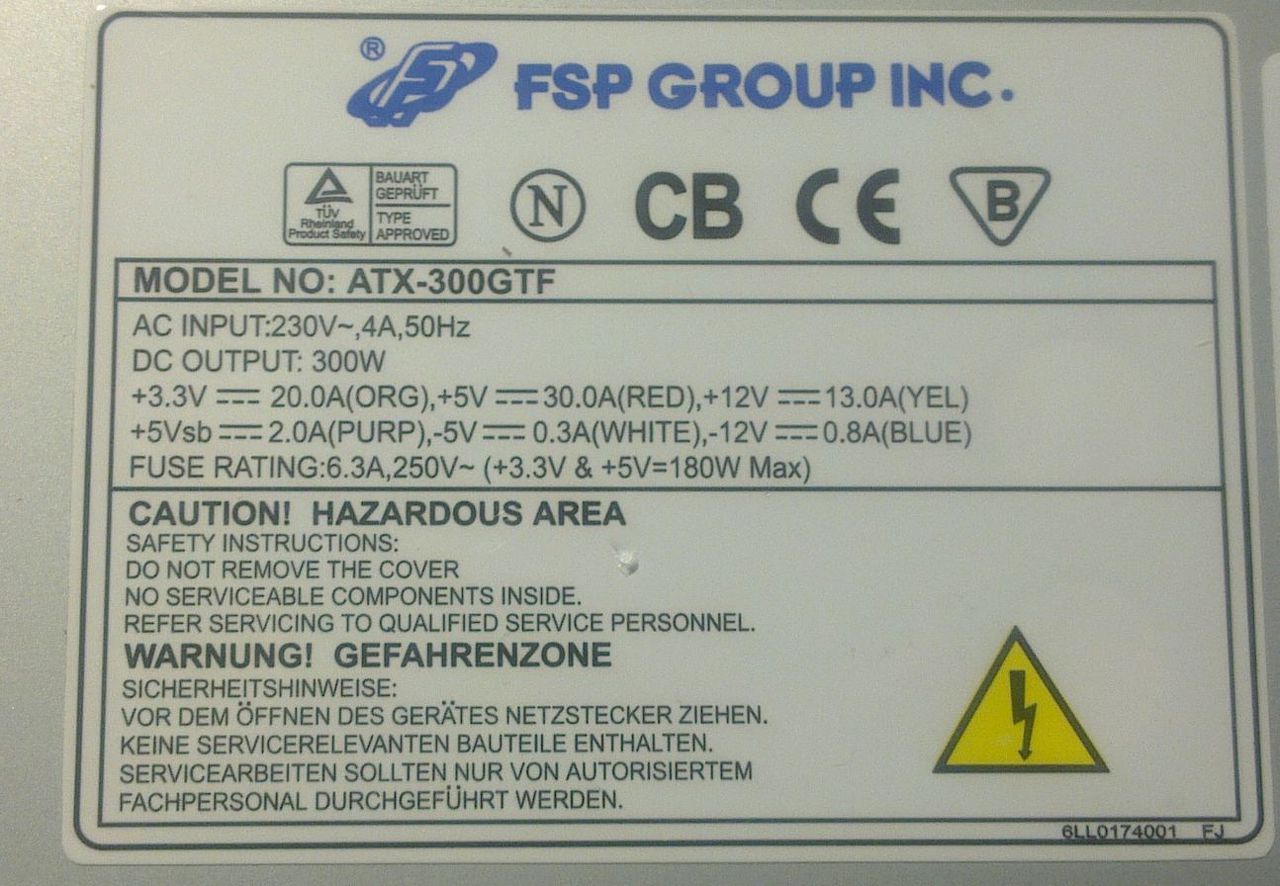 ® FSP FSP GROUP INC.
TÜV Rheinland Product Safety BAUART GEPRÜFT TYPE APPROVED N CB CE B
MODEL NO: ATX-300GTF
AC INPUT:230V~,4A,50Hz
DC OUTPUT: 300W
+3.3V ⎓ 20.0A(ORG),+5V ⎓ 30.0A(RED),+12V ⎓ 13.0A(YEL)
+5Vsb ⎓ 2.0A(PURP),-5V ⎓ 0.3A(WHITE),-12V ⎓ 0.8A(BLUE)
FUSE RATING:6.3A,250V~ (+3.3V & +5V=180W Max)
CAUTION! HAZARDOUS AREA
SAFETY INSTRUCTIONS:
DO NOT REMOVE THE COVER
NO SERVICEABLE COMPONENTS INSIDE.
REFER SERVICING TO QUALIFIED SERVICE PERSONNEL.
WARNUNG! GEFAHRENZONE
SICHERHEITSHINWEISE:
VOR DEM ÖFFNEN DES GERÄTES NETZSTECKER ZIEHEN.
KEINE SERVICERELEVANTEN BAUTEILE ENTHALTEN.
SERVICEARBEITEN SOLLTEN NUR VON AUTORISIERTEM
FACHPERSONAL DURCHGEFÜHRT WERDEN.
6LL0174001 FJ